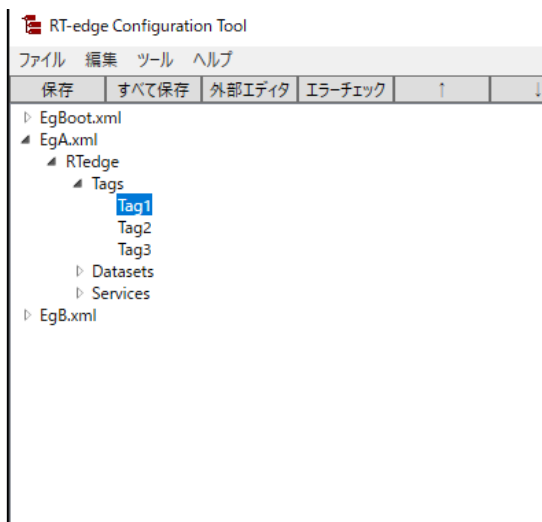 RT-edge Configuration Tool
ファイル 編集 ツール ヘルプ
保存 すべて保存 外部エディタ エラーチェック ↑ ↓
EgBoot.xml
EgA.xml
RTedge
Tags
Tag1
Tag2
Tag3
Datasets
Services
EgB.xml